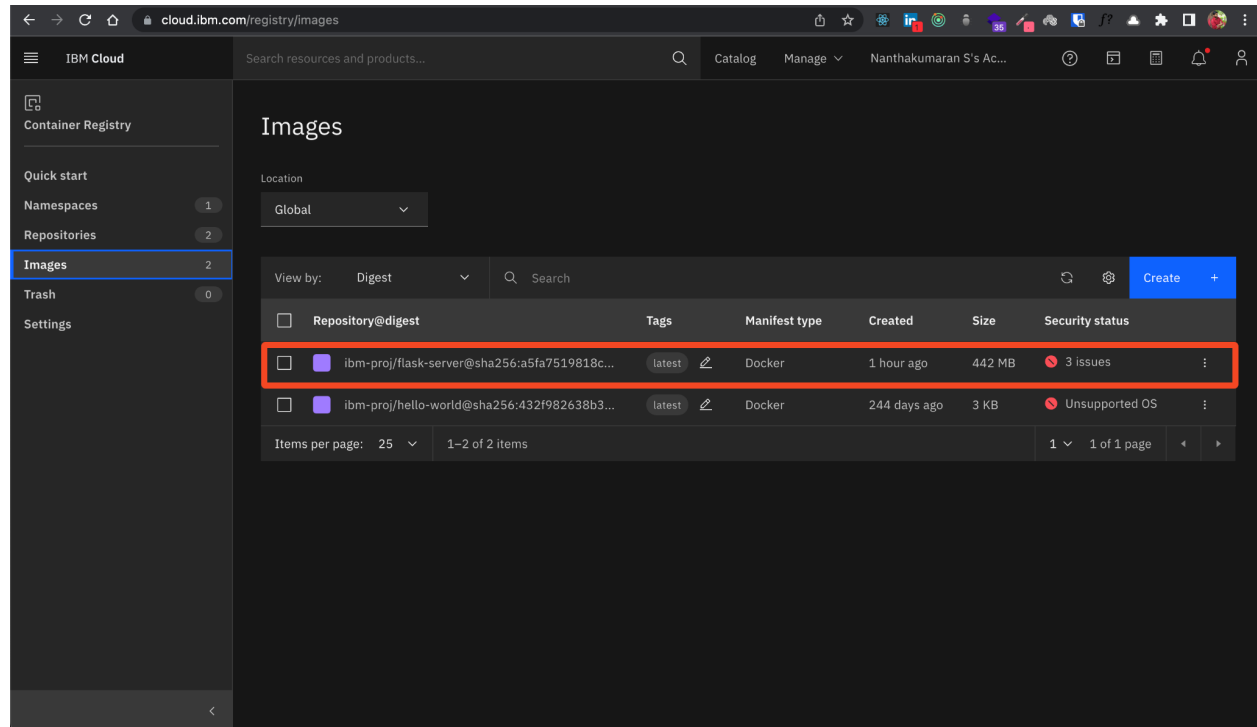 cloud.ibm.com/registry/images
35
IBM Cloud
Search resources and products...
Catalog
Manage
Nanthakumaran S's Ac...
Container Registry
Quick start
Namespaces 1
Repositories 2
Images 2
Trash 0
Settings
Images
Location
Global
View by: Digest
Search
Create +
Repository@digest Tags Manifest type Created Size Security status
ibm-proj/flask-server@sha256:a5fa7519818c... latest Docker 1 hour ago 442 MB 3 issues
ibm-proj/hello-world@sha256:432f982638b3... latest Docker 244 days ago 3 KB Unsupported OS
Items per page: 25 1–2 of 2 items 1 1 of 1 page